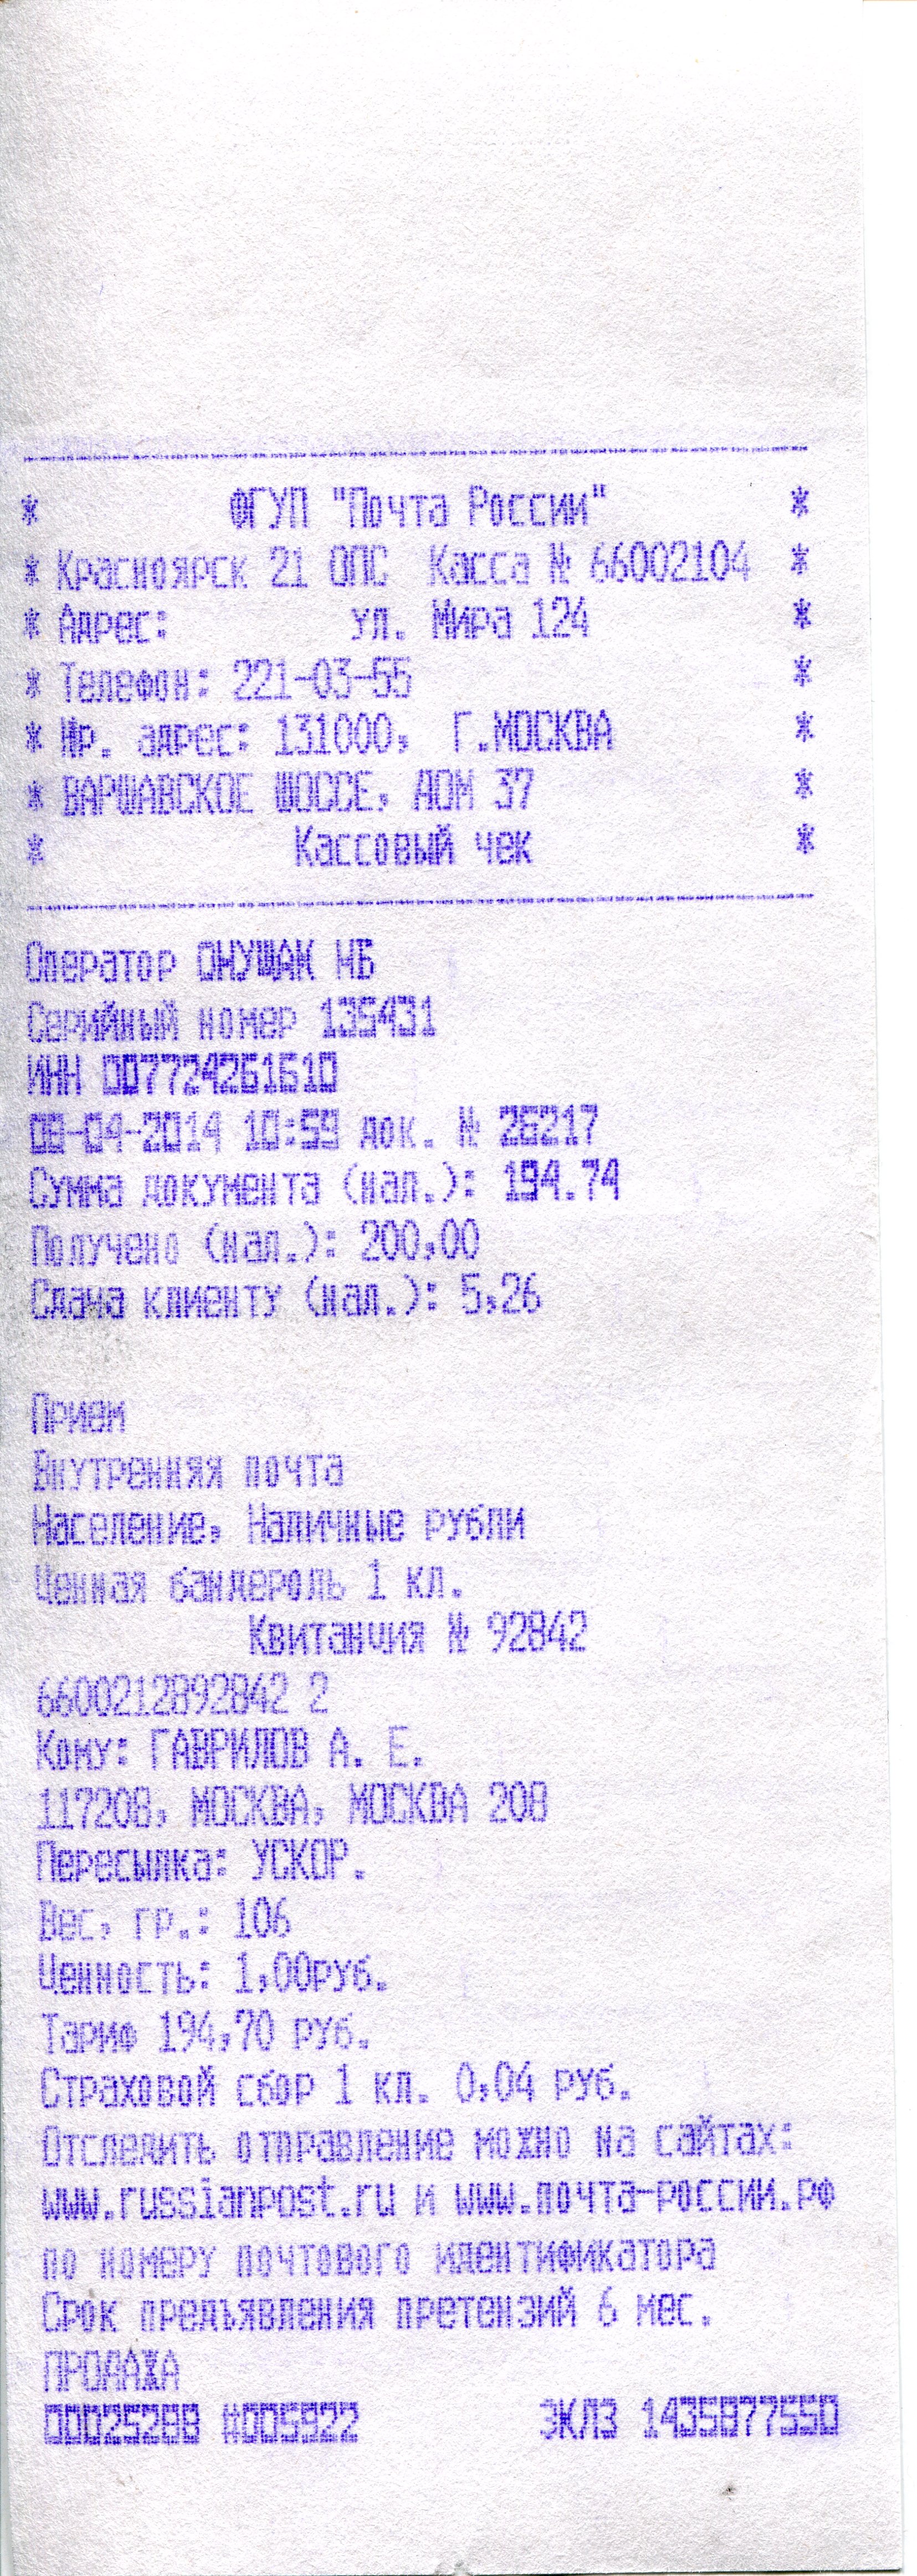 * ФГУП "Почта России" *
* Красноярск 21 ОПС Касса № 66002104 *
* Адрес: ул. Мира 124 *
* Телефон: 221-03-55 *
* Юр. адрес: 131000, Г.МОСКВА *
* ВАРШАВСКОЕ ШОССЕ, ДОМ 37 *
* Кассовый чек *
Оператор ОНУЩАК НБ
Серийный номер 135431
ИНН 007724261610
08-04-2014 10:59 док. № 26217
Сумма документа (нал.): 194.74
Получено (нал.): 200,00
Сдача клиенту (нал.): 5,26
Прием
Внутренняя почта
Население, Наличные рубли
Ценная бандероль 1 кл.
Квитанция № 92842
6600212892842 2
Кому: ГАВРИЛОВ А. Е.
117208, МОСКВА, МОСКВА 208
Пересылка: УСКОР.
Вес, гр.: 106
Ценность: 1,00руб.
Тариф 194,70 руб.
Страховой сбор 1 кл. 0,04 руб.
Отследить отправление можно на сайтах:
www.russianpost.ru и www.почта-россии.рф
по номеру почтового идентификатора
Срок предъявления претензий 6 мес.
ПРОДАЖА
00025288 #005922 ЭКЛЗ 1435877550